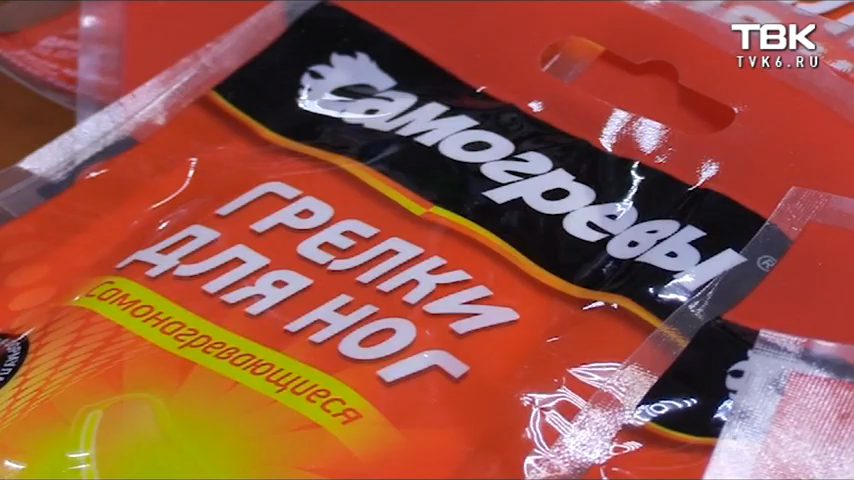 ТВК
TVK6.RU
Самогревы®
ГРЕЛКИ
ДЛЯ НОГ
Самонагревающиеся